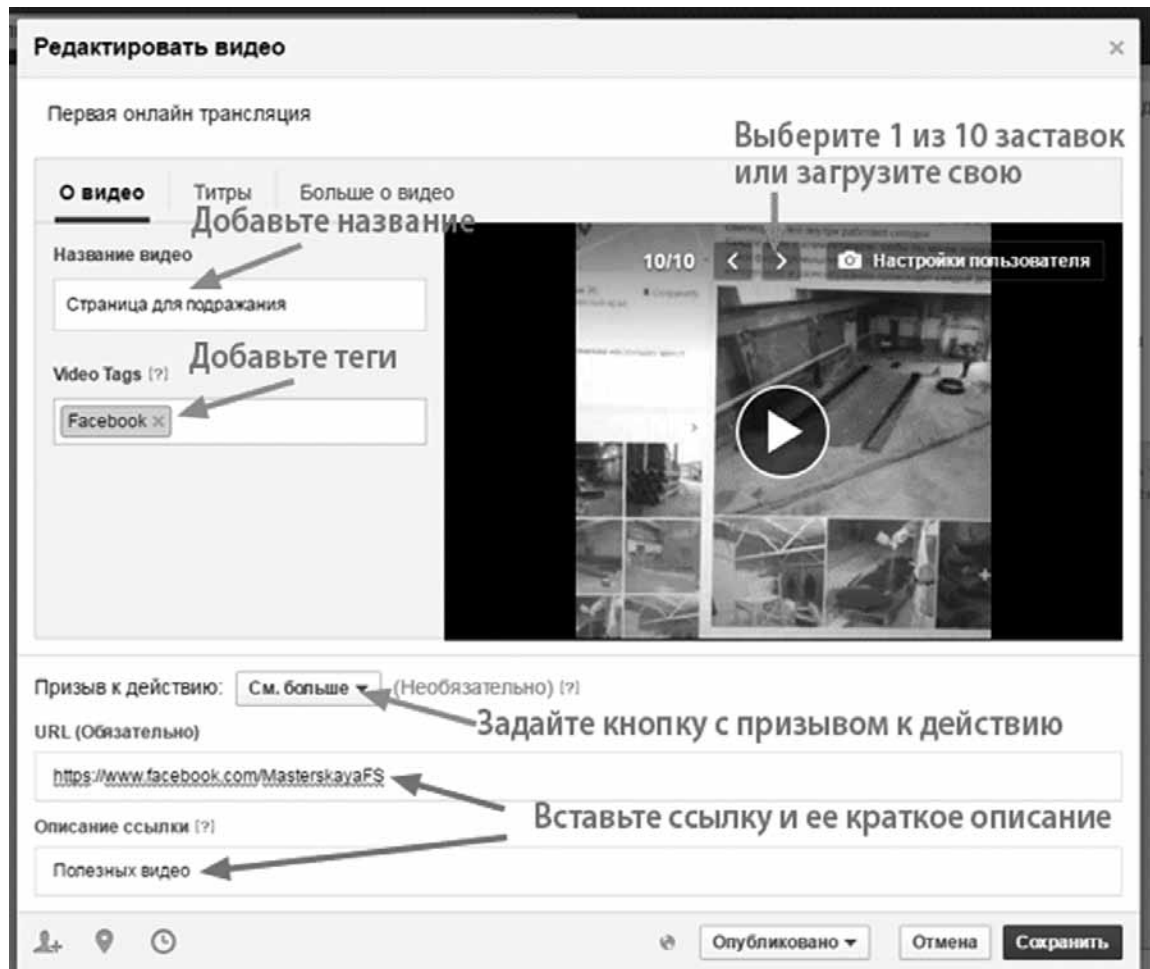 Редактировать видео ×
Первая онлайн трансляция
Выберите 1 из 10 заставок
или загрузите свою
О видео Титры Больше о видео
Добавьте название
Название видео
10/10 < > Настройки пользователя
Страница для подражания
Добавьте теги
Video Tags [?]
Facebook ×
Призыв к действию: См. больше (Необязательно) [?]
Задайте кнопку с призывом к действию
URL (Обязательно)
https://www.facebook.com/MasterskayaFS
Вставьте ссылку и ее краткое описание
Описание ссылки [?]
Полезных видео
Опубликовано Отмена Сохранить